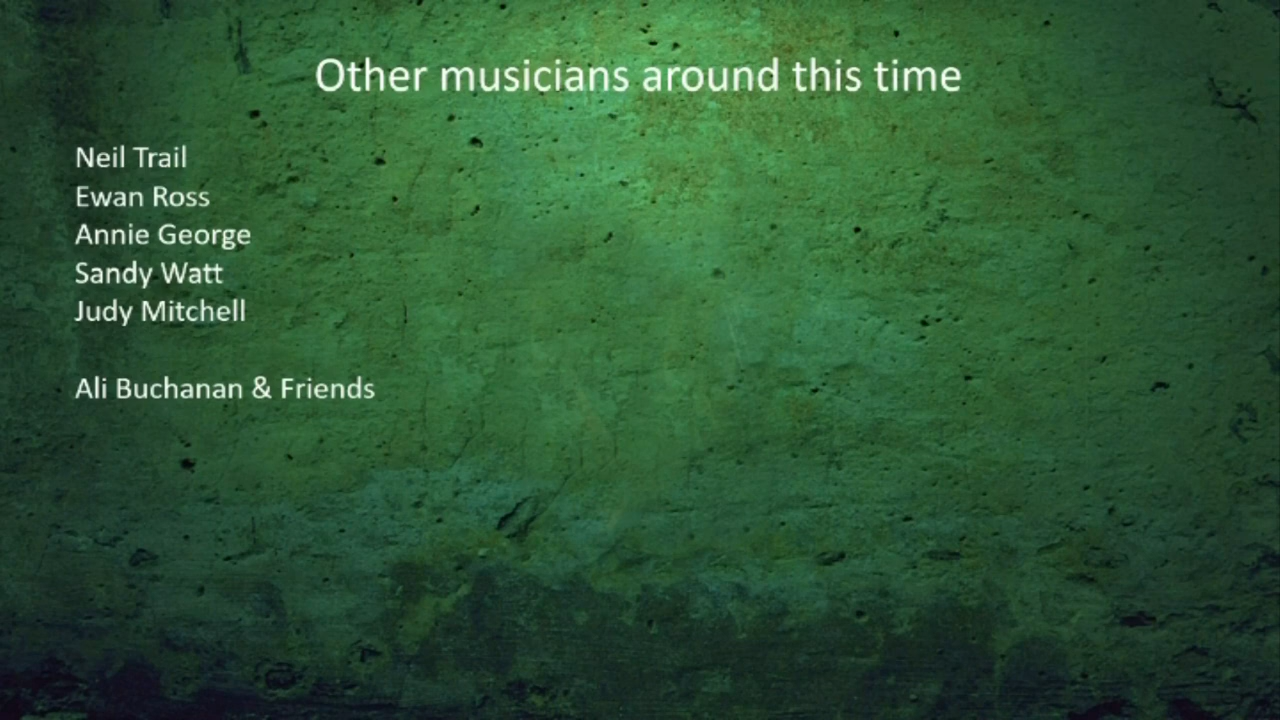 Other musicians around this time
Neil Trail
Ewan Ross
Annie George
Sandy Watt
Judy Mitchell
Ali Buchanan & Friends